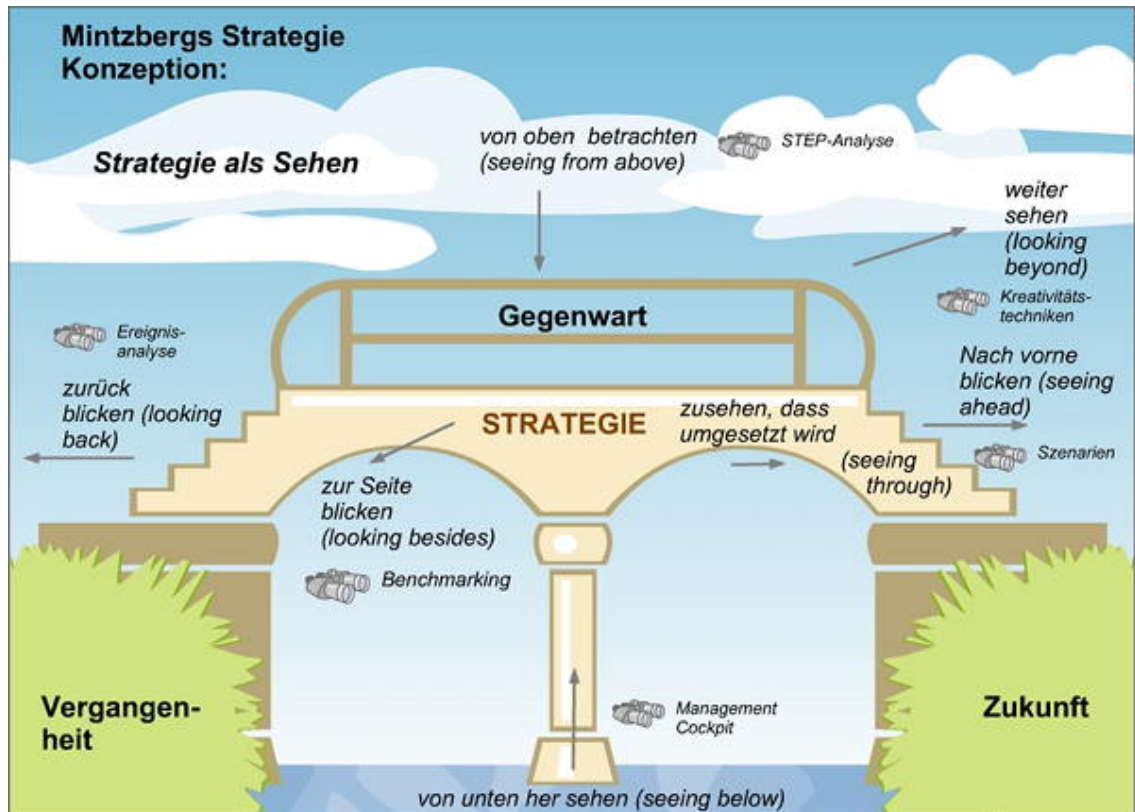 Mintzbergs Strategie
Konzeption:
Strategie als Sehen
von oben betrachten
(seeing from above)
STEP-Analyse
weiter
sehen
(looking
beyond)
Kreativitäts-
techniken
Gegenwart
Ereignis-
analyse
zurück
blicken (looking
back)
Nach vorne
blicken (seeing
ahead)
Szenarien
STRATEGIE
zusehen, dass
umgesetzt wird
(seeing
through)
zur Seite
blicken
(looking besides)
Benchmarking
Vergangen-
heit
Management
Cockpit
Zukunft
von unten her sehen (seeing below)